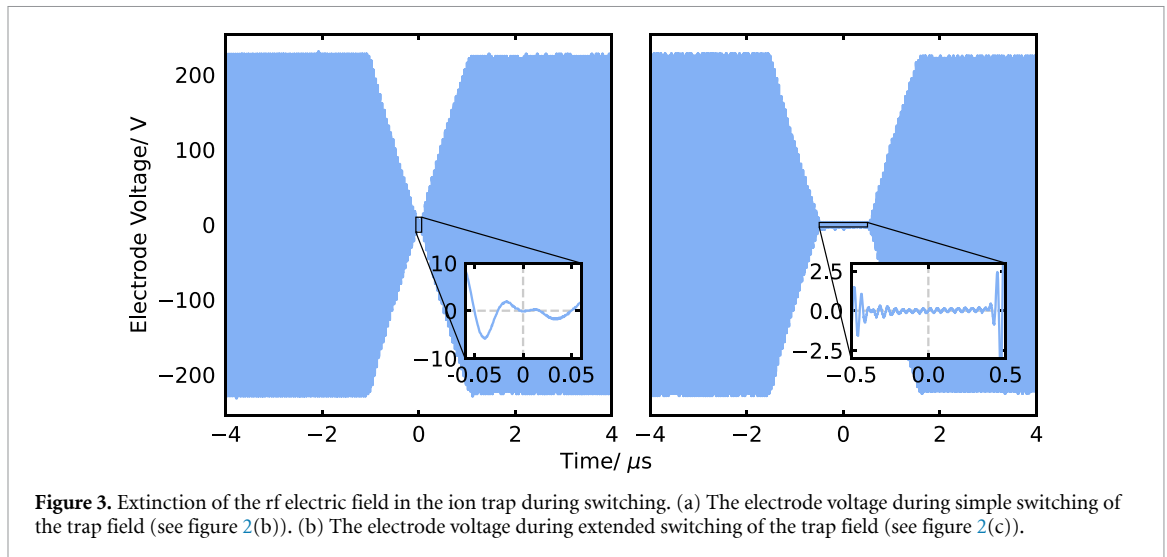 200
100
0
−100
−200
Electrode Voltage/ V
10
0
−10
−0.05 0 0.05
2.5
0.0
−2.5
−0.5 0.0 0.5
−4 −2 0 2 4
−4 −2 0 2 4
Time/ μs
Figure 3. Extinction of the rf electric field in the ion trap during switching. (a) The electrode voltage during simple switching of
the trap field (see figure 2(b)). (b) The electrode voltage during extended switching of the trap field (see figure 2(c)).